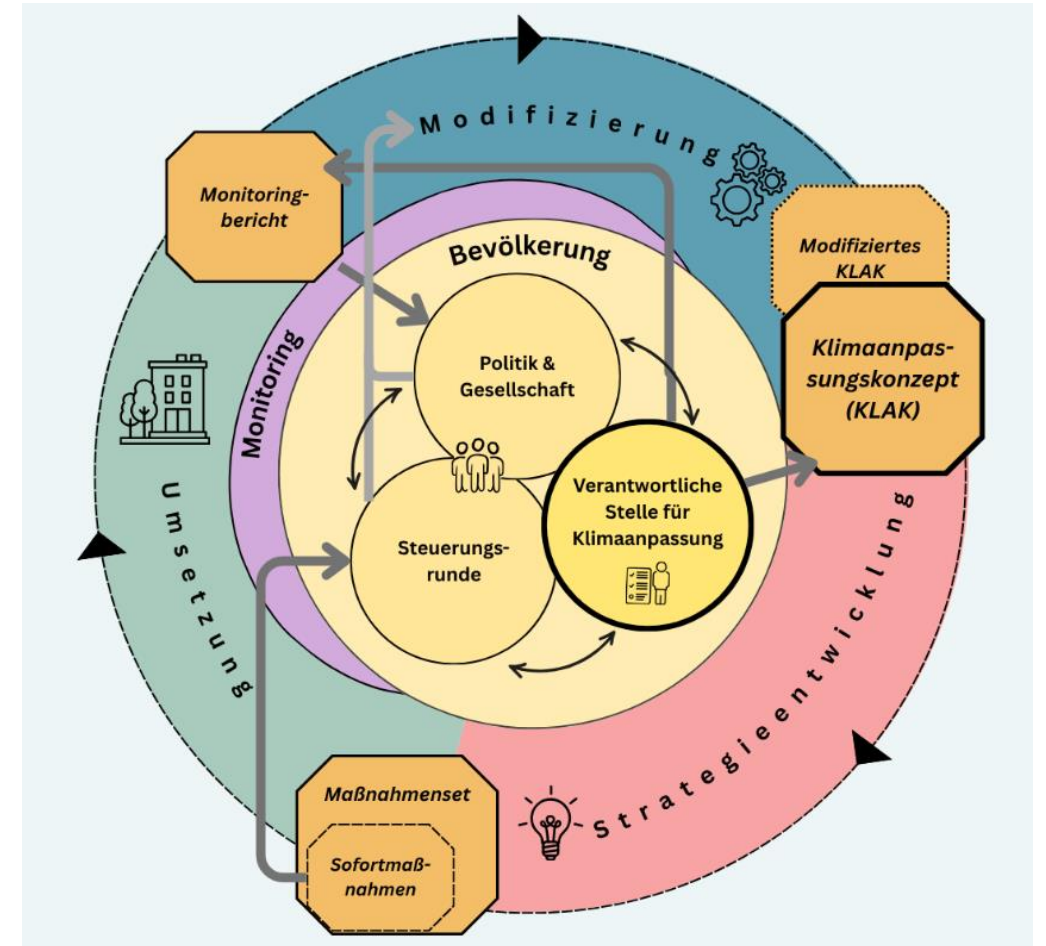 Modifizierung
Monitoring-
bericht
Modifiziertes
KLAK
Bevölkerung
Klimaanpas-
sungskonzept
(KLAK)
Monitoring
Politik &
Gesellschaft
Verantwortliche
Stelle für
Klimaanpassung
Steuerungs-
runde
Umsetzung
Strategieentwicklung
Maßnahmenset
Sofortmaß-
nahmen